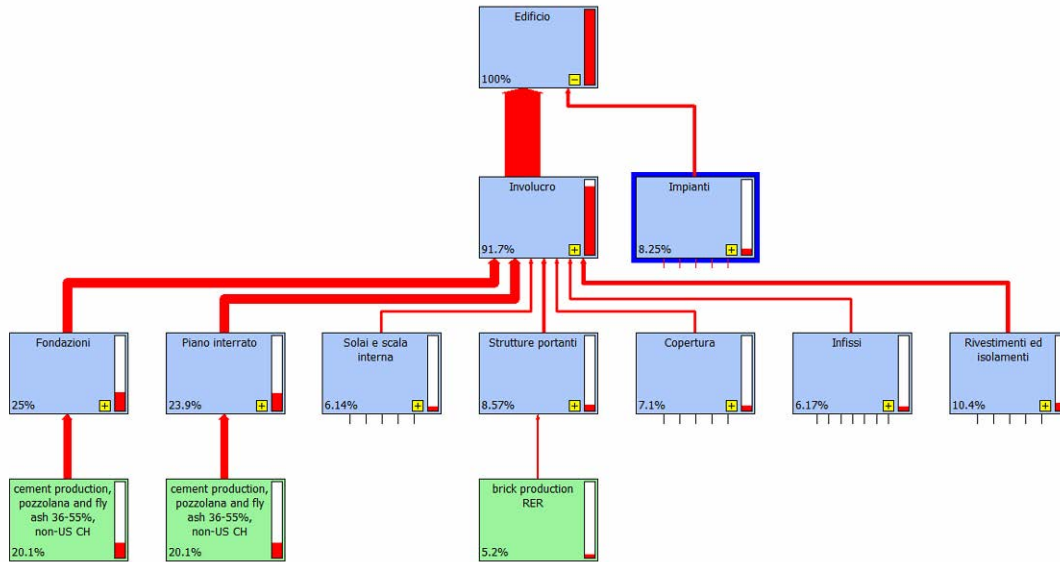 Edificio
100%
Involucro
91.7%
Impianti
8.25%
Fondazioni
25%
Piano interrato
23.9%
Solai e scala
interna
6.14%
Strutture portanti
8.57%
Copertura
7.1%
Infissi
6.17%
Rivestimenti ed
isolamenti
10.4%
cement production,
pozzolana and fly
ash 36-55%,
non-US CH
20.1%
cement production,
pozzolana and fly
ash 36-55%,
non-US CH
20.1%
brick production
RER
5.2%